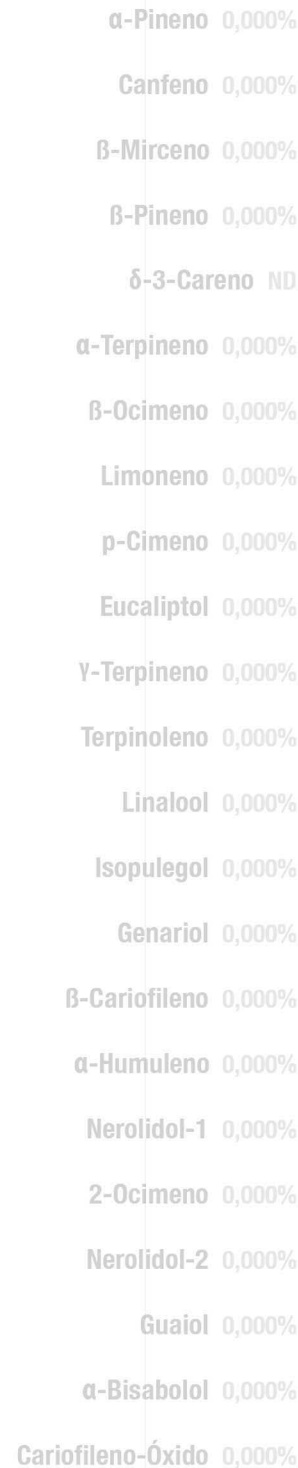 α-Pineno 0,000%
Canfeno 0,000%
ß-Mirceno 0,000%
ß-Pineno 0,000%
δ-3-Careno ND
α-Terpineno 0,000%
ß-Ocimeno 0,000%
Limoneno 0,000%
p-Cimeno 0,000%
Eucaliptol 0,000%
γ-Terpineno 0,000%
Terpinoleno 0,000%
Linalool 0,000%
Isopulegol 0,000%
Genariol 0,000%
ß-Cariofileno 0,000%
α-Humuleno 0,000%
Nerolidol-1 0,000%
2-Ocimeno 0,000%
Nerolidol-2 0,000%
Guaiol 0,000%
α-Bisabolol 0,000%
Cariofileno-Óxido 0,000%